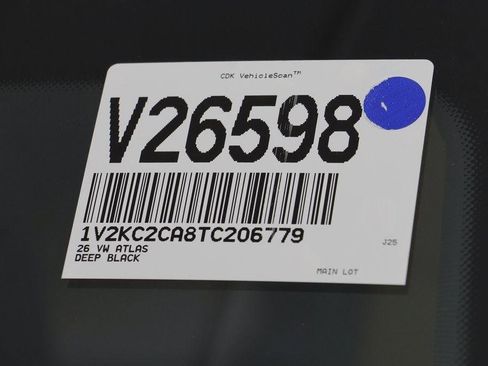 CDK VehicleScan™
V26598
1V2KC2CA8TC206779
26 VW ATLAS
DEEP BLACK
J25
MAIN LOT